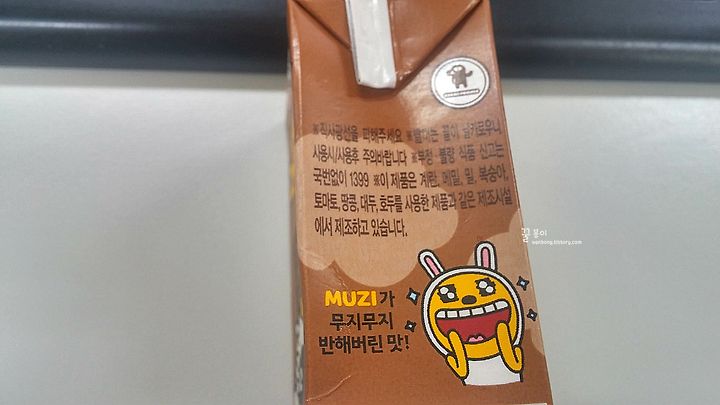 ※직사광선을 피해주세요 ※빨대는 끝이 날카로우니
사용시/사용후 주의바랍니다 ※부정·불량 식품 신고는
국번없이 1399 ※이 제품은 계란, 메밀, 밀, 복숭아,
토마토, 땅콩, 대두, 호두를 사용한 제품과 같은 제조시설
에서 제조하고 있습니다.
꿀봉이
wanbong.tistory.com
MUZI가
무지무지
반해버린 맛!